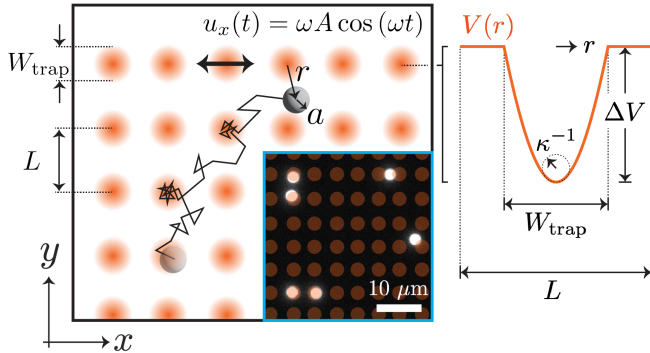 u_x(t) = ωA cos (ωt)
W_trap
r
a
L
y
x
10 μm
V(r)
r
ΔV
κ^{-1}
W_trap
L